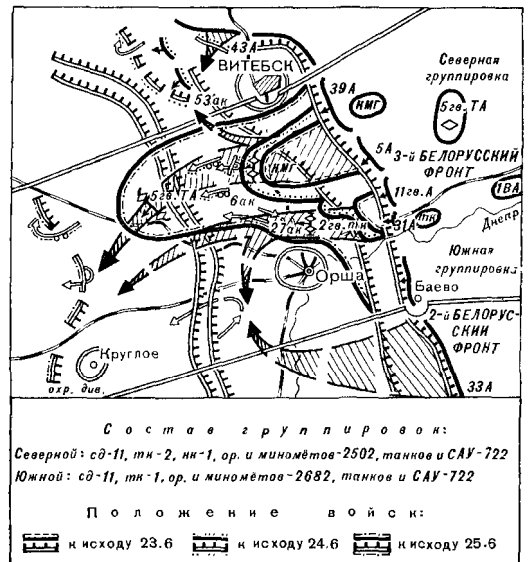 43А
ВИТЕБСК
53ак
39А
КМГ
Северная
группировка
5гв. ТА
5А
3-й БЕЛОРУССКИЙ
ФРОНТ
КМГ
11гв.А
1ВА
5гв. ТА
6ак
27ак
2гв. тк
31А
тк
Днепр
Южная
группировка
Орша
Баево
2-й БЕЛОРУС-
СКИЙ
ФРОНТ
Круглое
охр. див.
33А
Состав группировок:
Северной: сд-11, тк-2, нк-1, ор. и миномётов-2502, танков и САУ-722
Южной: сд-11, тк-1, ор. и миномётов-2682, танков и САУ-722
Положение войск:
к исходу 23.6 к исходу 24.6 к исходу 25.6